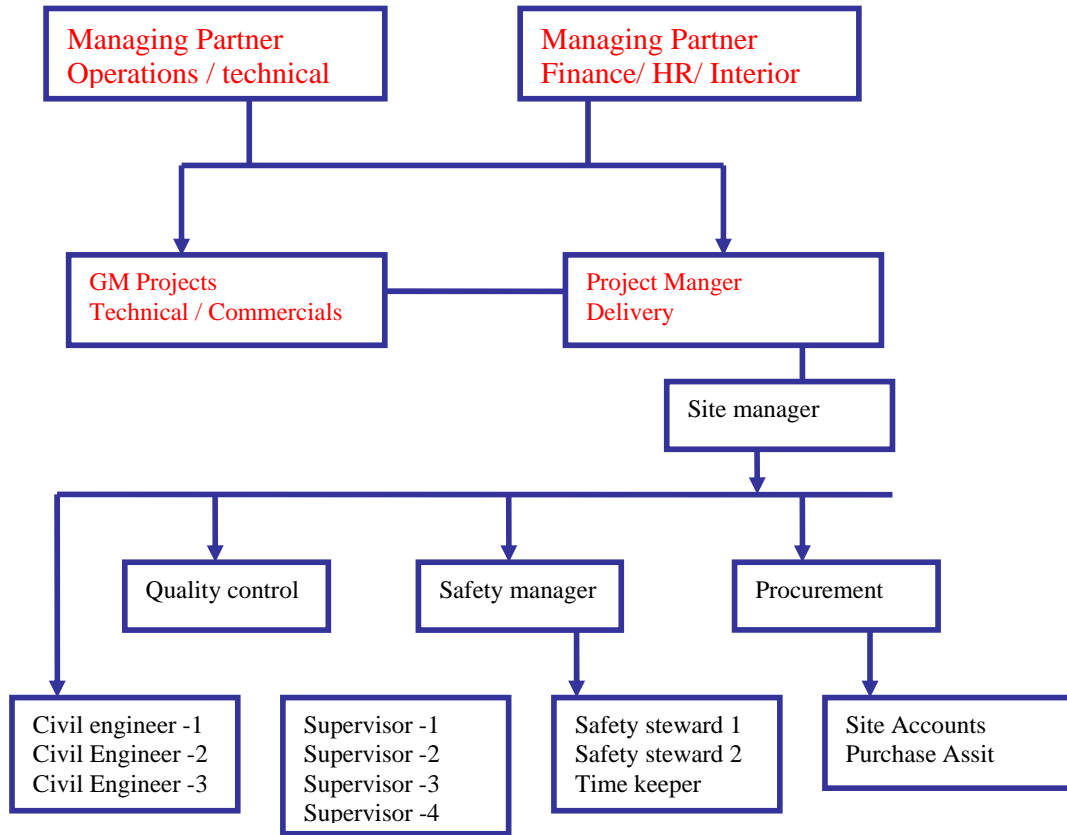 Managing Partner
Operations / technical
Managing Partner
Finance/ HR/ Interior
GM Projects
Technical / Commercials
Project Manger
Delivery
Site manager
Quality control
Safety manager
Procurement
Civil engineer -1
Civil Engineer -2
Civil Engineer -3
Supervisor -1
Supervisor -2
Supervisor -3
Supervisor -4
Safety steward 1
Safety steward 2
Time keeper
Site Accounts
Purchase Assit